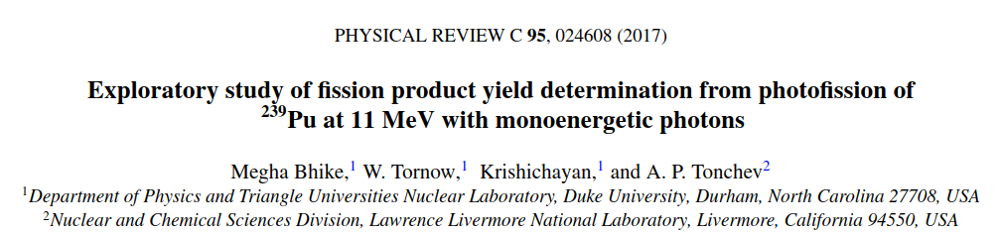 PHYSICAL REVIEW C 95, 024608 (2017)
Exploratory study of fission product yield determination from photofission of
239Pu at 11 MeV with monoenergetic photons
Megha Bhike,1 W. Tornow,1 Krishichayan,1 and A. P. Tonchev2
1Department of Physics and Triangle Universities Nuclear Laboratory, Duke University, Durham, North Carolina 27708, USA
2Nuclear and Chemical Sciences Division, Lawrence Livermore National Laboratory, Livermore, California 94550, USA